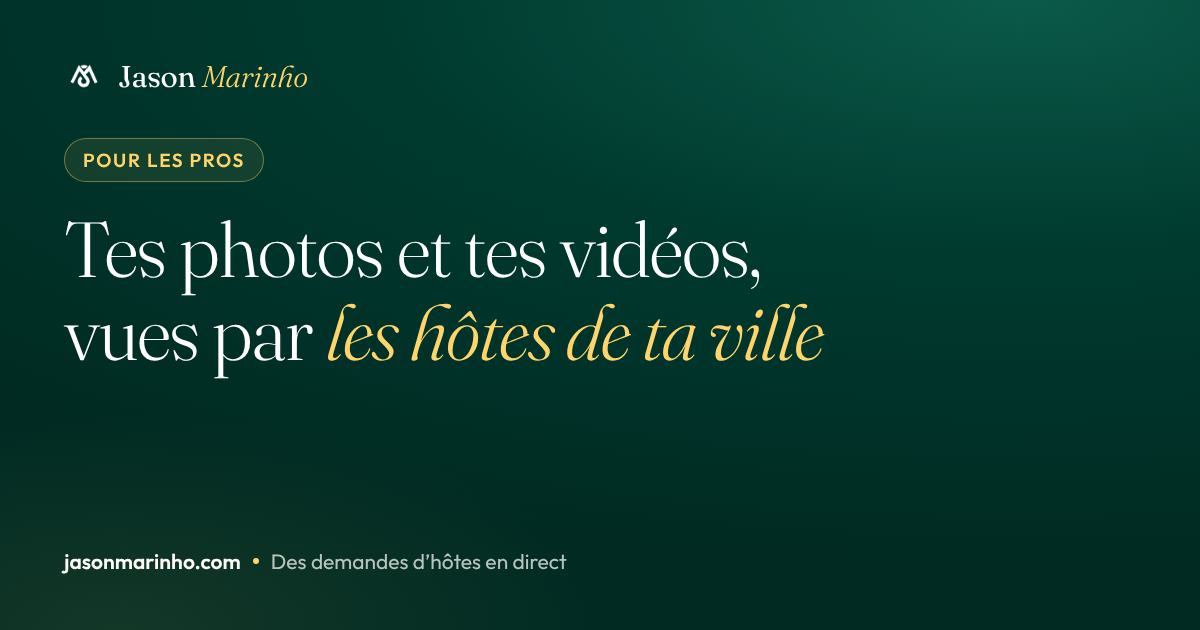 Jason Marinho
POUR LES PROS
Tes photos et tes vidéos,
vues par les hôtes de ta ville
jasonmarinho.com • Des demandes d’hôtes en direct